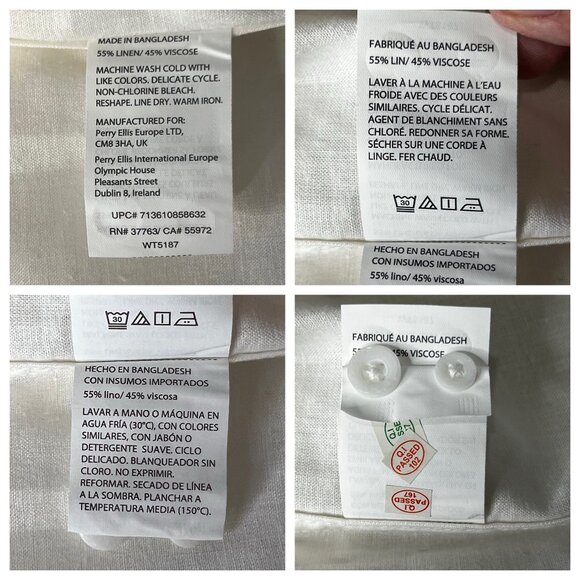 MADE IN BANGLADESH
55% LINEN/ 45% VISCOSE
MACHINE WASH COLD WITH
LIKE COLORS. DELICATE CYCLE.
NON-CHLORINE BLEACH.
RESHAPE. LINE DRY. WARM IRON.
MANUFACTURED FOR:
Perry Ellis Europe LTD,
CM8 3HA, UK
Perry Ellis International Europe
Olympic House
Pleasants Street
Dublin 8, Ireland
UPC# 713610858632
RN# 37763/ CA# 55972
WT5187
FABRIQUÉ AU BANGLADESH
55% LIN/ 45% VISCOSE
LAVER À LA MACHINE À L'EAU
FROIDE AVEC DES COULEURS
SIMILAIRES. CYCLE DÉLICAT.
AGENT DE BLANCHIMENT SANS
CHLORÉ. REDONNER SA FORME.
SÉCHER SUR UNE CORDE À
LINGE. FER CHAUD.
30
HECHO EN BANGLADESH
CON INSUMOS IMPORTADOS
55% lino/ 45% viscosa
30
HECHO EN BANGLADESH
CON INSUMOS IMPORTADOS
55% lino/ 45% viscosa
LAVAR A MANO O MÁQUINA EN
AGUA FRÍA (30°C), CON COLORES
SIMILARES, CON JABÓN O
DETERGENTE SUAVE. CICLO
DELICADO. BLANQUEADOR SIN
CLORO. NO EXPRIMIR.
REFORMAR. SECADO DE LÍNEA
A LA SOMBRA. PLANCHAR A
TEMPERATURA MEDIA (150°C).
FABRIQUÉ AU BANGLADESH
45% VISCOSE
Q.I
PASSED
102
Q.I
PASSED
167